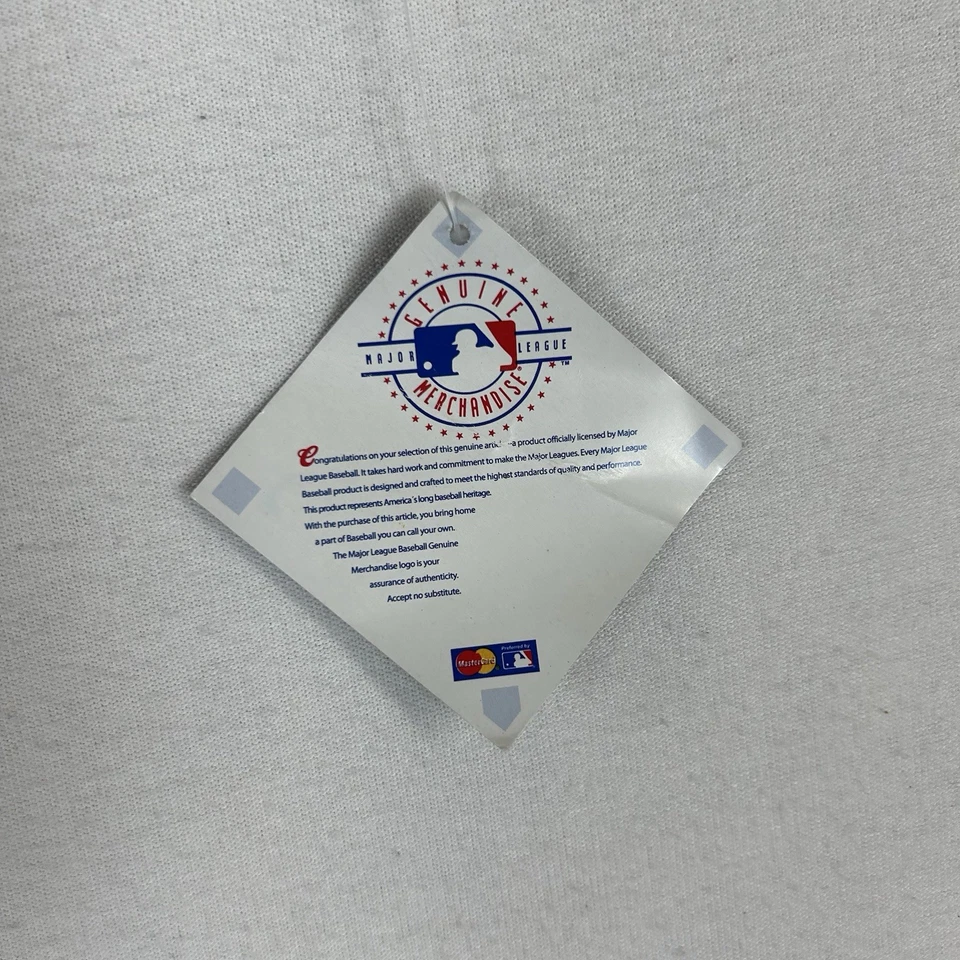 GENUINE
MAJOR LEAGUE ™
MERCHANDISE®
Congratulations on your selection of this genuine a product officially licensed by Major
League Baseball. It takes hard work and commitment to make the Major Leagues. Every Major League
Baseball product is designed and crafted to meet the highest standards of quality and performance.
This product represents America's long baseball heritage.
With the purchase of this article, you bring home
a part of Baseball you can call your own.
The Major League Baseball Genuine
Merchandise logo is your
assurance of authenticity.
Accept no substitute.
Preferred by
MasterCard